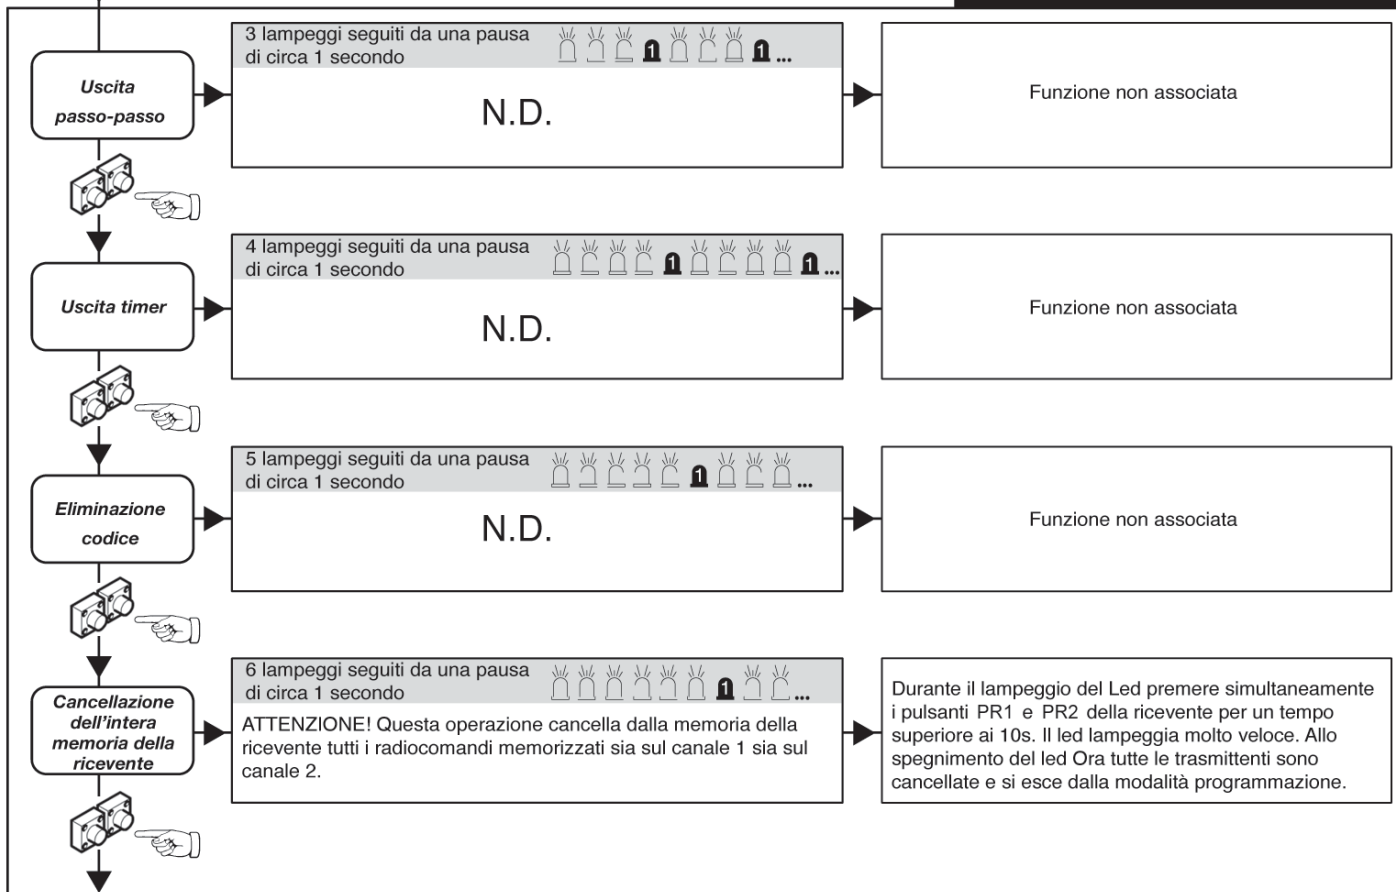 Uscita
passo-passo
3 lampeggi seguiti da una pausa
di circa 1 secondo
1 1 ...
N.D.
Funzione non associata
Uscita timer
4 lampeggi seguiti da una pausa
di circa 1 secondo
1 1 ...
N.D.
Funzione non associata
Eliminazione
codice
5 lampeggi seguiti da una pausa
di circa 1 secondo
1 ...
N.D.
Funzione non associata
Cancellazione
dell'intera
memoria della
ricevente
6 lampeggi seguiti da una pausa
di circa 1 secondo
1 ...
ATTENZIONE! Questa operazione cancella dalla memoria della
ricevente tutti i radiocomandi memorizzati sia sul canale 1 sia sul
canale 2.
Durante il lampeggio del Led premere simultaneamente
i pulsanti PR1 e PR2 della ricevente per un tempo
superiore ai 10s. Il led lampeggia molto veloce. Allo
spegnimento del led Ora tutte le trasmittenti sono
cancellate e si esce dalla modalità programmazione.